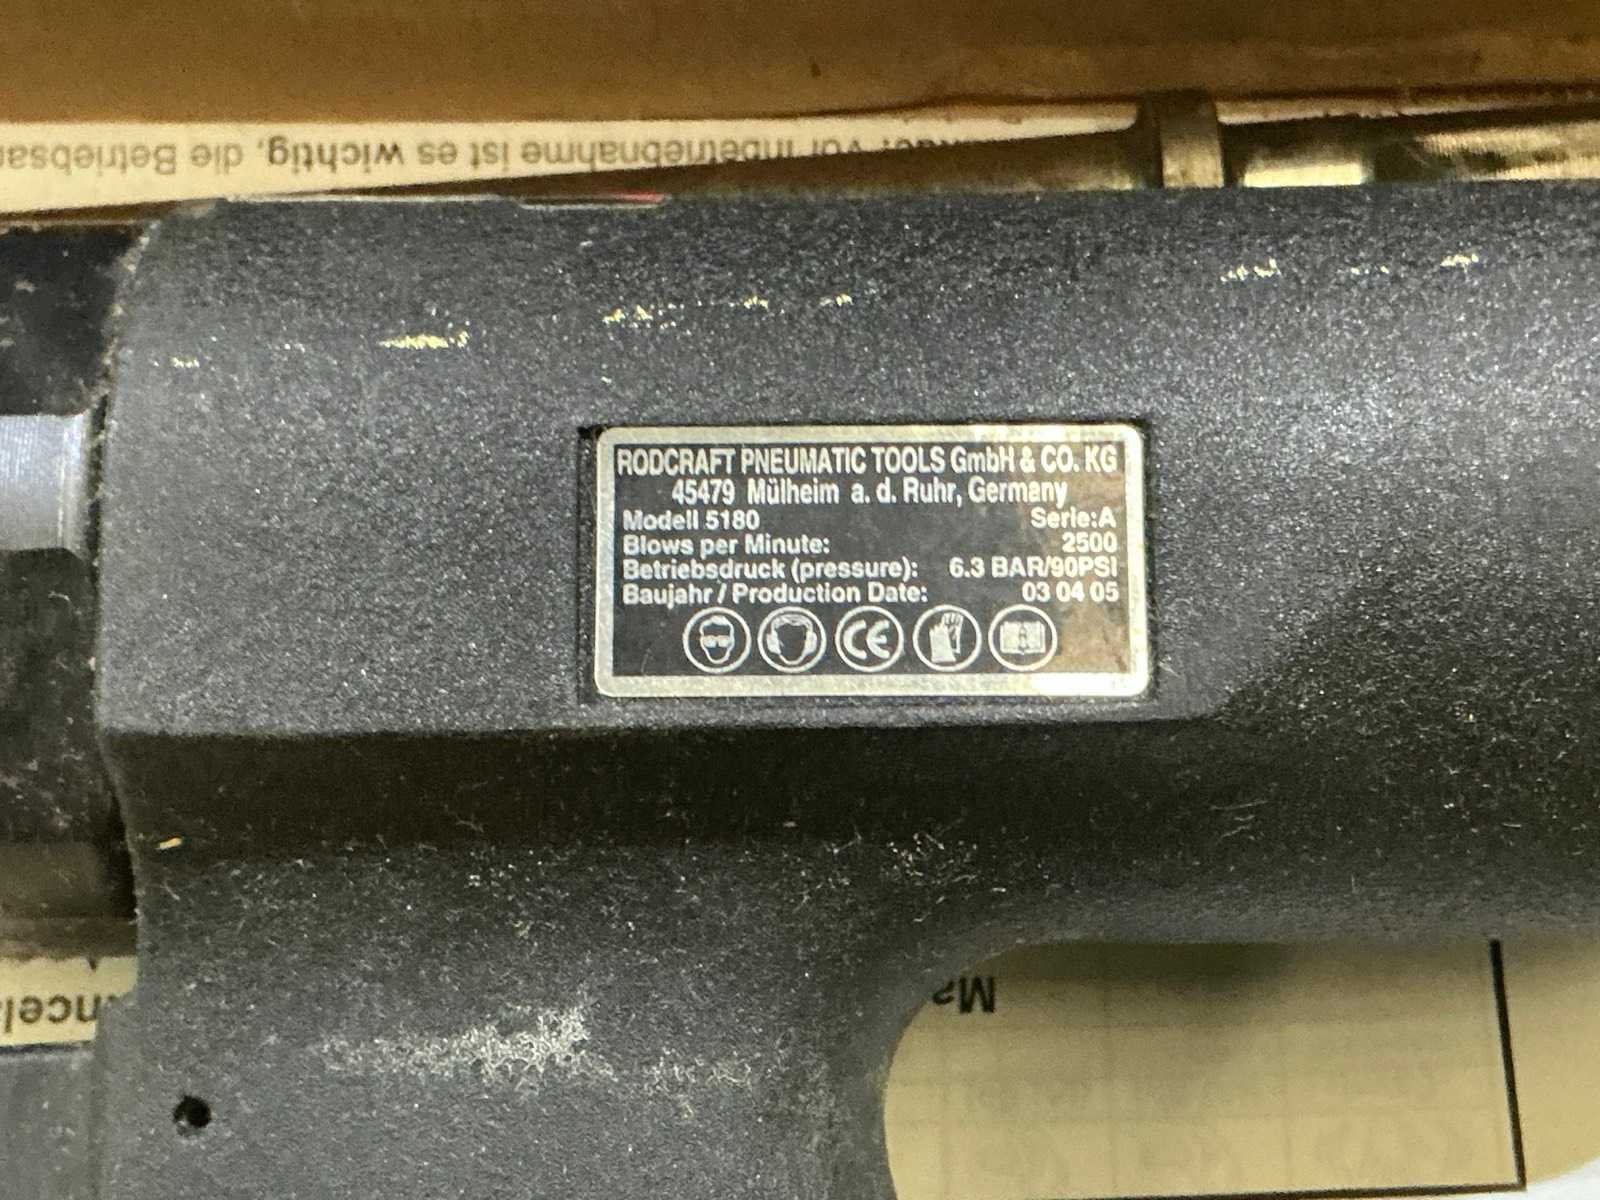 vor Inbetriebnahme ist es wichtig, die
RODCRAFT PNEUMATIC TOOLS GmbH & CO. KG
45479 Mülheim a. d. Ruhr, Germany
Modell 5180 Serie:A
Blows per Minute: 2500
Betriebsdruck (pressure): 6.3 BAR/90PSI
Baujahr / Production Date: 03 04 05
CE